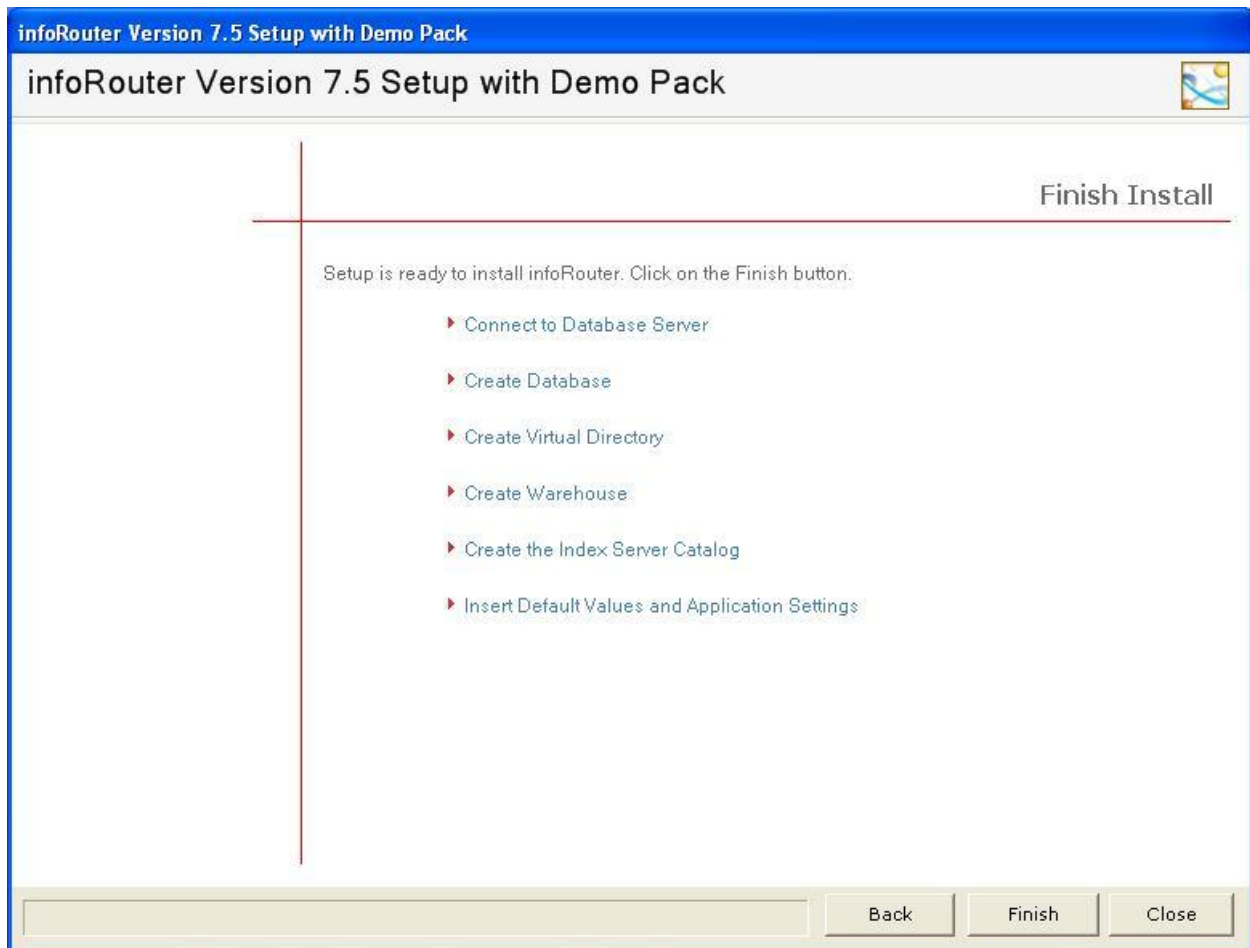 infoRouter Version 7.5 Setup with Demo Pack
infoRouter Version 7.5 Setup with Demo Pack
Finish Install
Setup is ready to install infoRouter. Click on the Finish button.
Connect to Database Server
Create Database
Create Virtual Directory
Create Warehouse
Create the Index Server Catalog
Insert Default Values and Application Settings
Back Finish Close